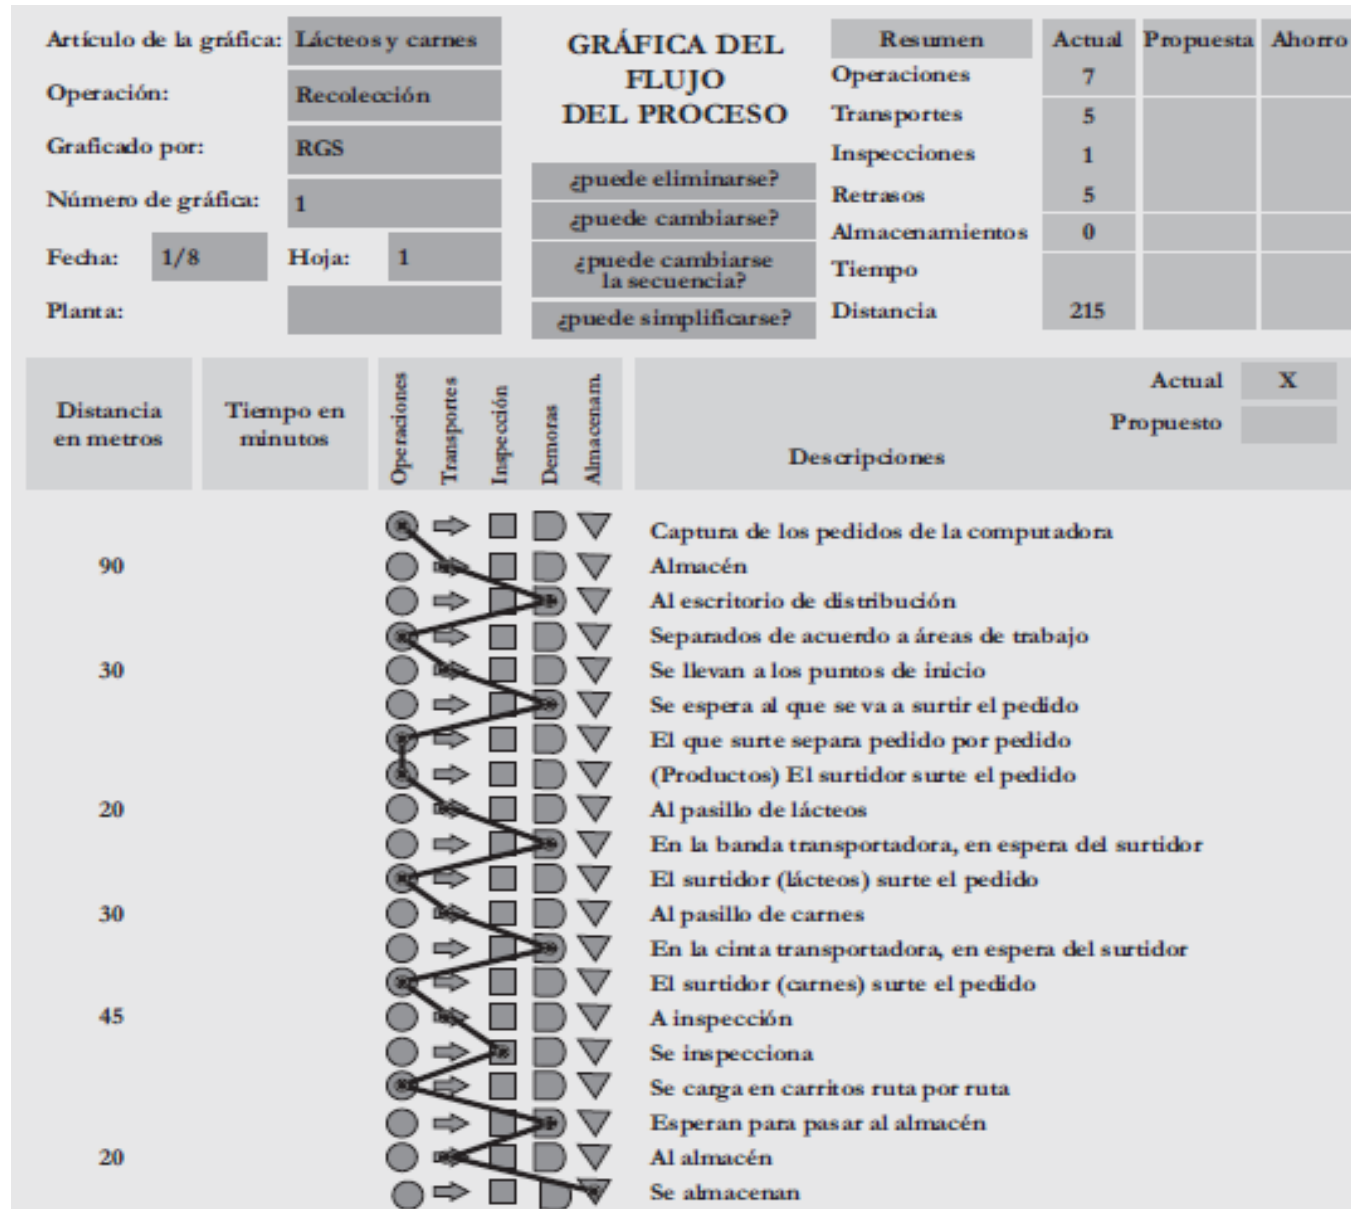 Artículo de la gráfica: Lácteos y carnes
Operación: Recolección
Graficado por: RGS
Número de gráfica: 1
Fecha: 1/8 Hoja: 1
Planta:
GRÁFICA DEL
FLUJO
DEL PROCESO
¿puede eliminarse?
¿puede cambiarse?
¿puede cambiarse
la secuencia?
¿puede simplificarse?
Resumen Actual Propuesta Ahorro
Operaciones 7
Transportes 5
Inspecciones 1
Retrasos 5
Almacenamientos 0
Tiempo
Distancia 215
Distancia
en metros
Tiempo en
minutos
Operaciones
Transportes
Inspección
Demoras
Almacenam.
Actual X
Propuesto
Descripciones
Captura de los pedidos de la computadora
90 Almacén
Al escritorio de distribución
Separados de acuerdo a áreas de trabajo
30 Se llevan a los puntos de inicio
Se espera al que se va a surtir el pedido
El que surte separa pedido por pedido
(Productos) El surtidor surte el pedido
20 Al pasillo de lácteos
En la banda transportadora, en espera del surtidor
El surtidor (lácteos) surte el pedido
30 Al pasillo de carnes
En la cinta transportadora, en espera del surtidor
El surtidor (carnes) surte el pedido
45 A inspección
Se inspecciona
Se carga en carritos ruta por ruta
Esperan para pasar al almacén
20 Al almacén
Se almacenan